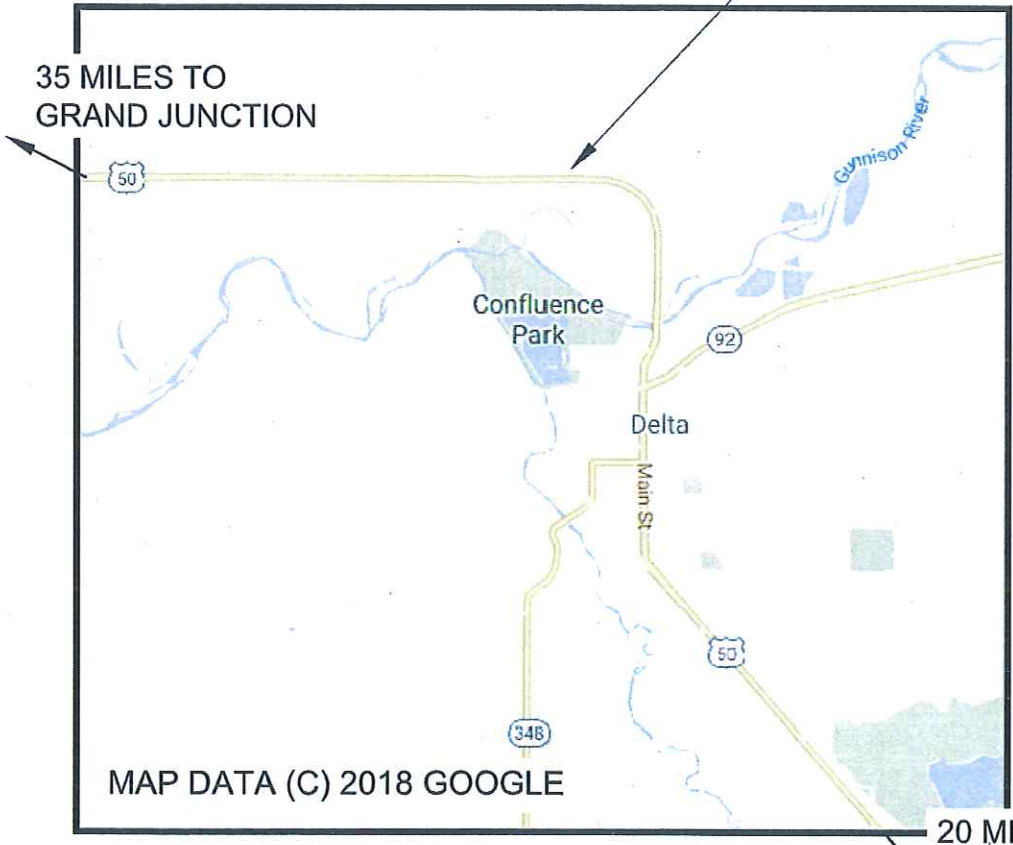 35 MILES TO
GRAND JUNCTION
50
Gunnison River
Confluence
Park
92
Delta
Main St
50
348
MAP DATA (C) 2018 GOOGLE
20 MI